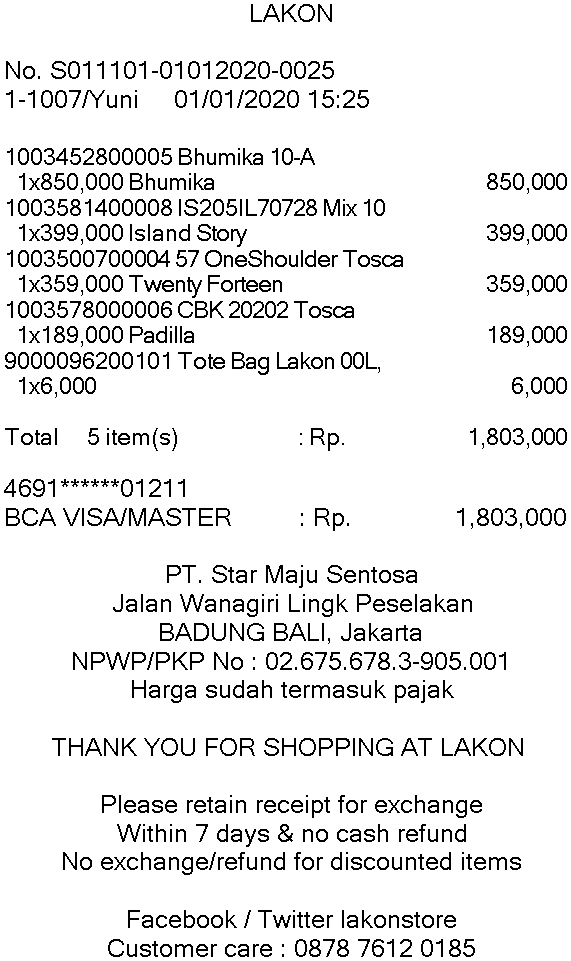 LAKON
No. S011101-01012020-0025
1-1007/Yuni 01/01/2020 15:25
1003452800005 Bhumika 10-A
1x850,000 Bhumika 850,000
1003581400008 IS205IL70728 Mix 10
1x399,000 Island Story 399,000
1003500700004 57 OneShoulder Tosca
1x359,000 Twenty Forteen 359,000
1003578000006 CBK 20202 Tosca
1x189,000 Padilla 189,000
9000096200101 Tote Bag Lakon 00L,
1x6,000 6,000
Total 5 item(s) : Rp. 1,803,000
4691******01211
BCA VISA/MASTER : Rp. 1,803,000
PT. Star Maju Sentosa
Jalan Wanagiri Lingk Peselakan
BADUNG BALI, Jakarta
NPWP/PKP No : 02.675.678.3-905.001
Harga sudah termasuk pajak
THANK YOU FOR SHOPPING AT LAKON
Please retain receipt for exchange
Within 7 days & no cash refund
No exchange/refund for discounted items
Facebook / Twitter lakonstore
Customer care : 0878 7612 0185